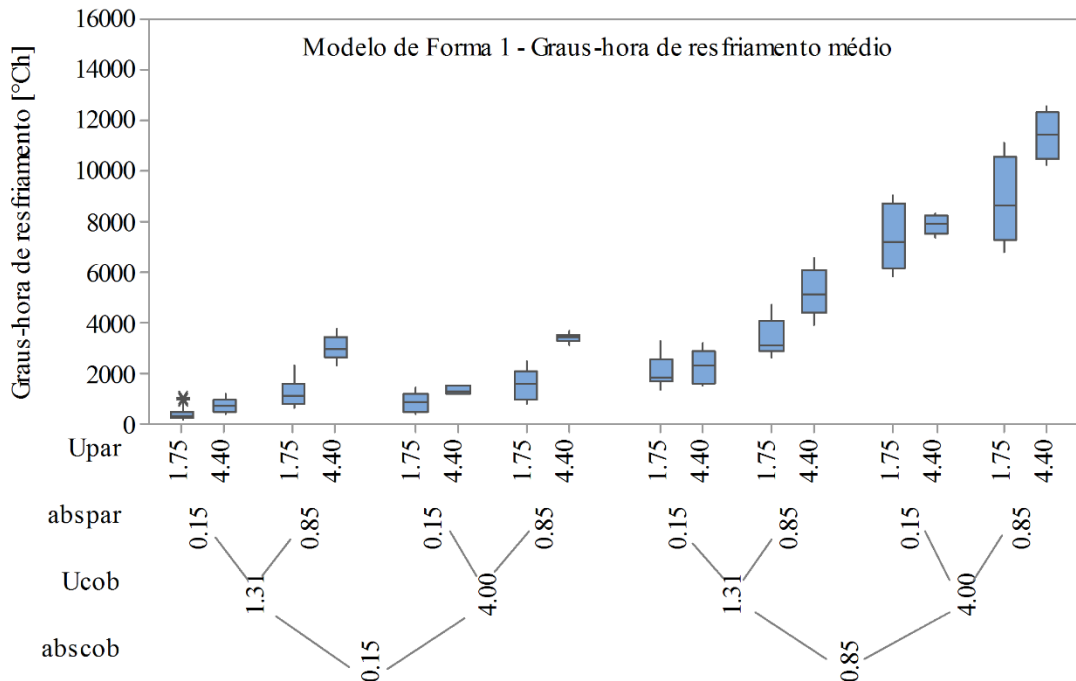 Modelo de Forma 1 - Graus-hora de resfriamento médio
Graus-hora de resfriamento [°Ch]
16000
14000
12000
10000
8000
6000
4000
2000
0
Upar 1.75 4.40 1.75 4.40 1.75 4.40 1.75 4.40 1.75 4.40 1.75 4.40 1.75 4.40 1.75 4.40
abspar 0.15 0.85 0.15 0.85 0.15 0.85 0.15 0.85
Ucob 1.31 4.00 1.31 4.00
abscob 0.15 0.85